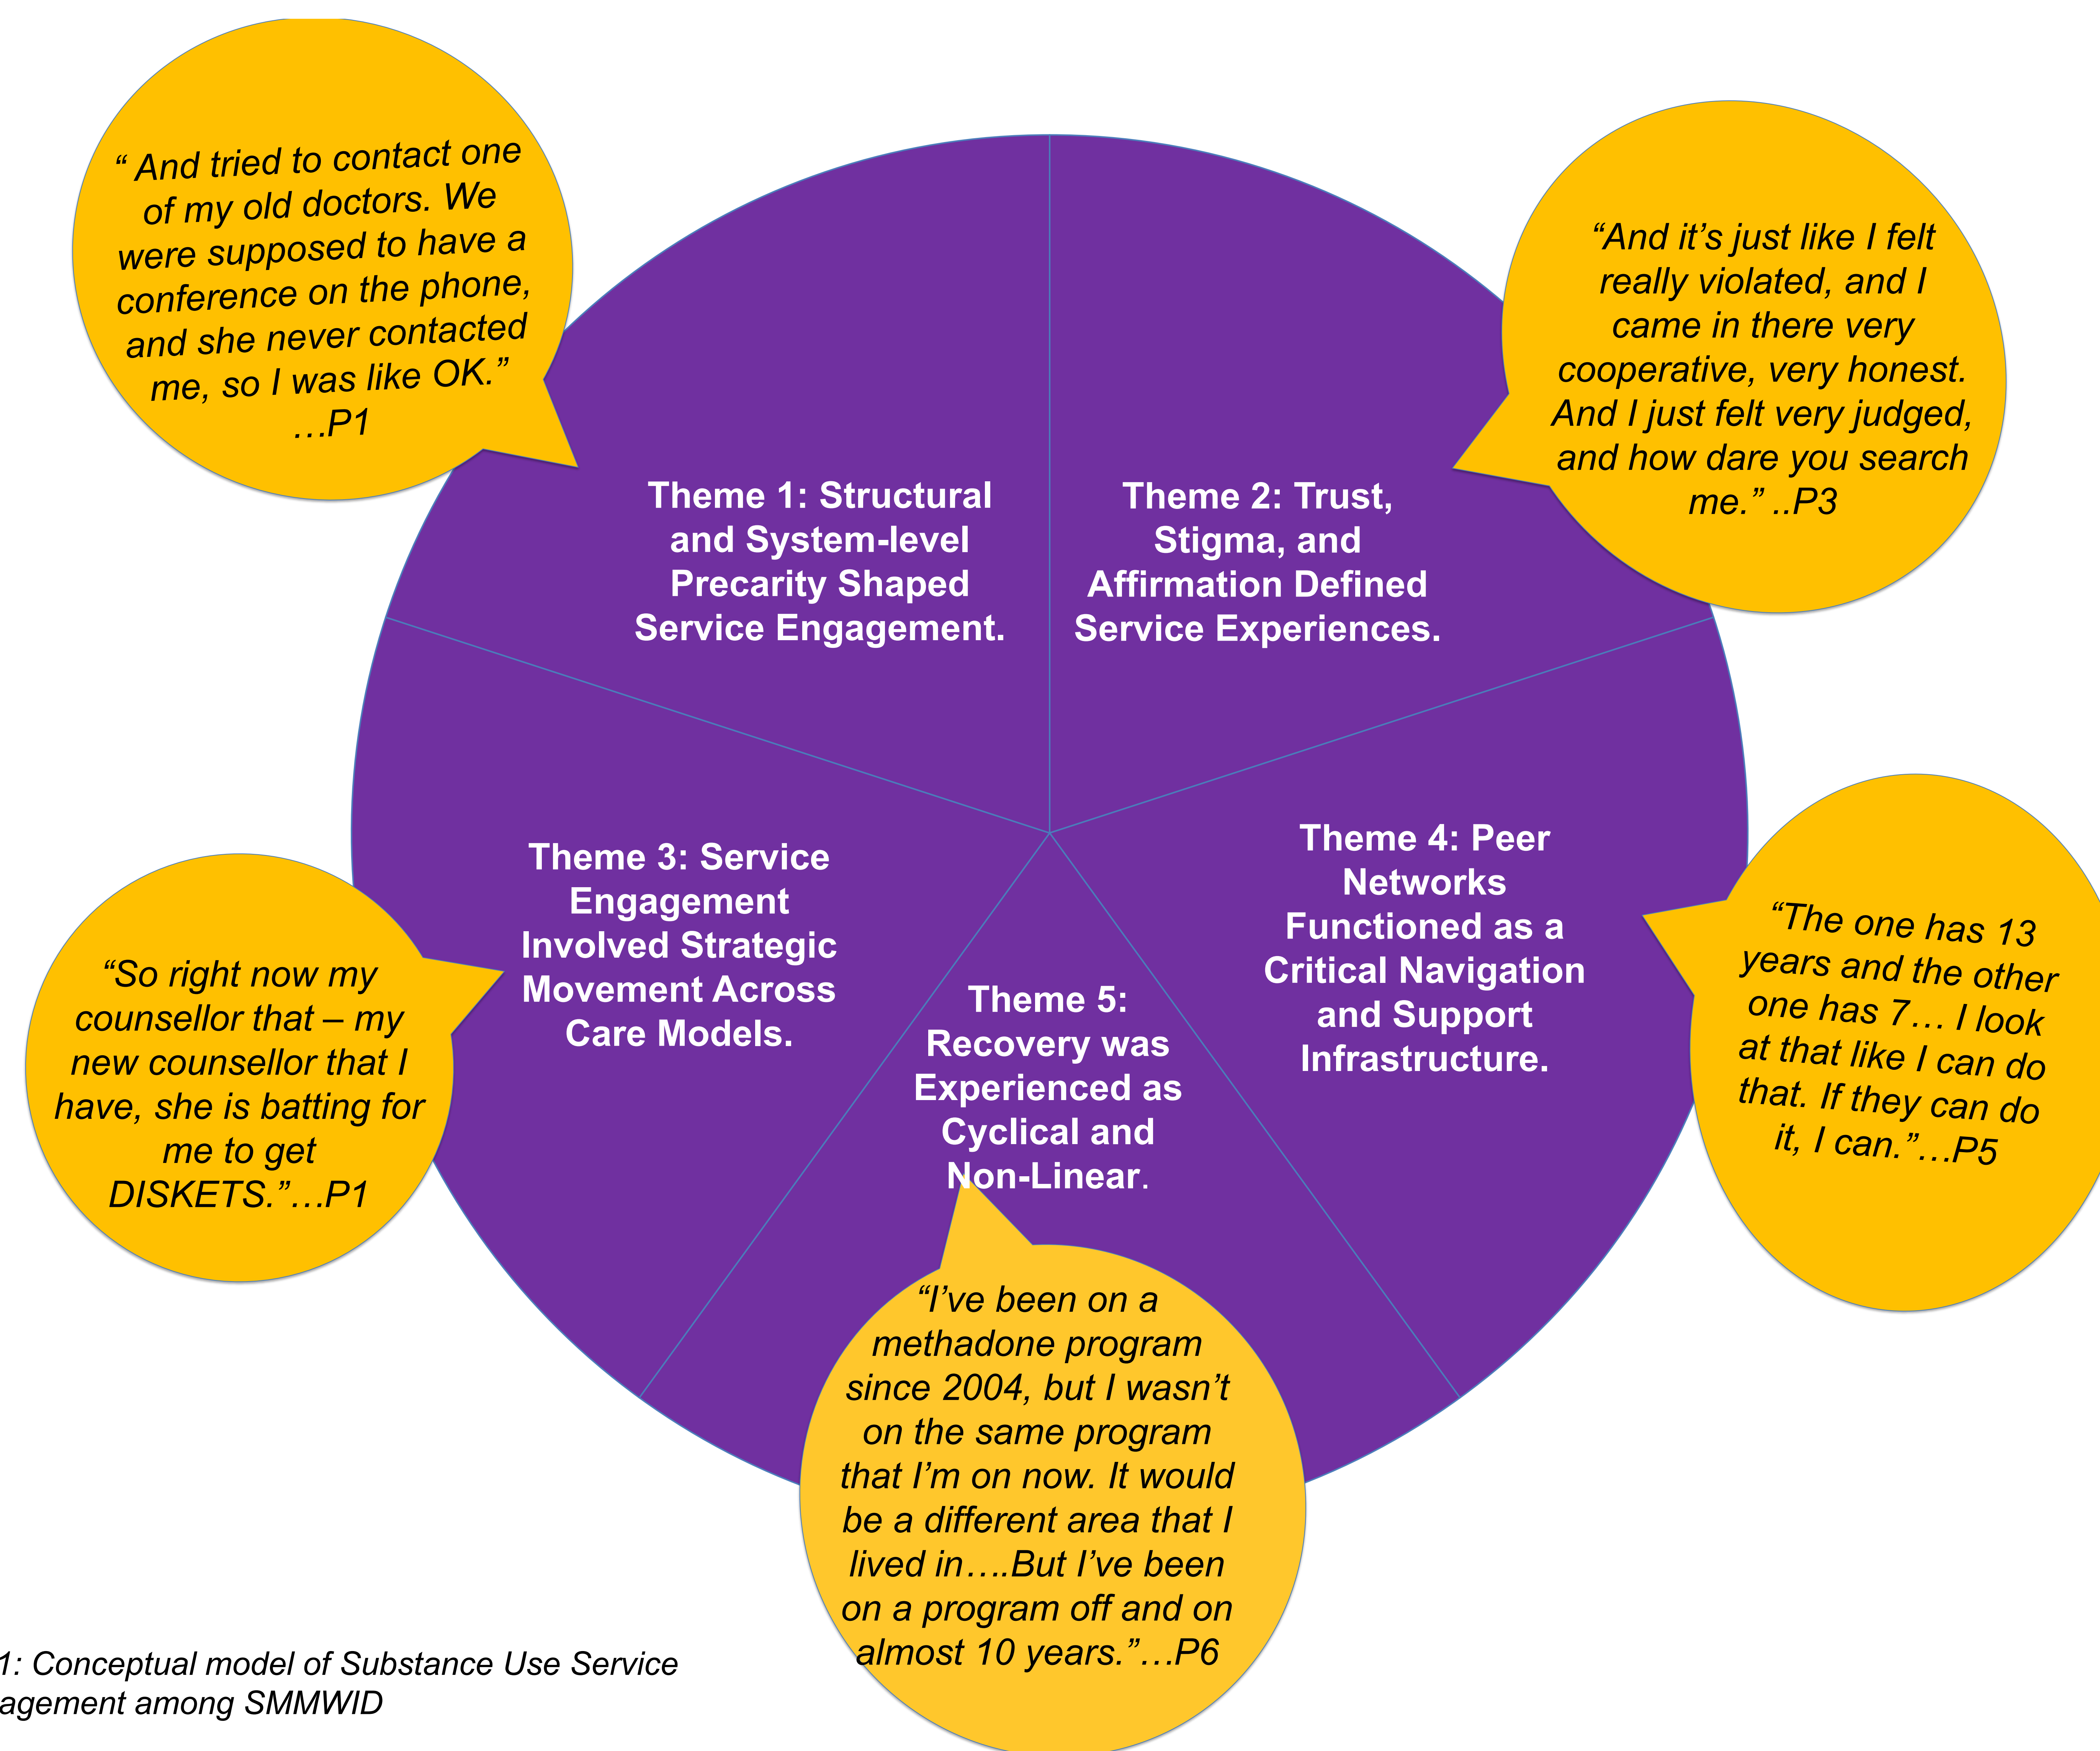 “ And tried to contact one
of my old doctors. We
were supposed to have a
conference on the phone,
and she never contacted
me, so I was like OK.”
…P1
“And it’s just like I felt
really violated, and I
came in there very
cooperative, very honest.
And I just felt very judged,
and how dare you search
me.” ..P3
Theme 1: Structural
and System-level
Precarity Shaped
Service Engagement.
Theme 2: Trust,
Stigma, and
Affirmation Defined
Service Experiences.
Theme 3: Service
Engagement
Involved Strategic
Movement Across
Care Models.
Theme 4: Peer
Networks
Functioned as a
Critical Navigation
and Support
Infrastructure.
Theme 5:
Recovery was
Experienced as
Cyclical and
Non-Linear.
“So right now my
counsellor that – my
new counsellor that I
have, she is batting for
me to get
DISKETS.”…P1
“The one has 13
years and the other
one has 7… I look
at that like I can do
that. If they can do
it, I can.”…P5
“I’ve been on a
methadone program
since 2004, but I wasn’t
on the same program
that I’m on now. It would
be a different area that I
lived in….But I’ve been
on a program off and on
almost 10 years.”…P6
1: Conceptual model of Substance Use Service
agement among SMMWID